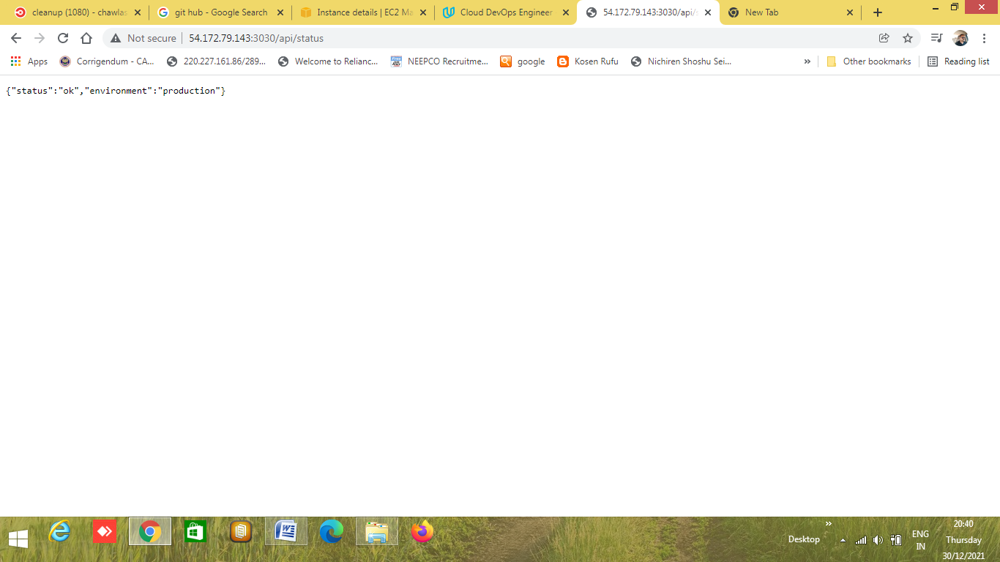 cleanup (1080) - chawlas
git hub - Google Search
Instance details | EC2 Ma
Cloud DevOps Engineer
54.172.79.143:3030/api/s
New Tab
Not secure
54.172.79.143:3030/api/status
Apps
Corrigendum - CA...
220.227.161.86/289...
Welcome to Relianc...
NEEPCO Recruitme...
google
Kosen Rufu
Nichiren Shoshu Sei...
»
Other bookmarks
Reading list
{"status":"ok","environment":"production"}
Desktop
»
ENG
IN
20:40
Thursday
30/12/2021